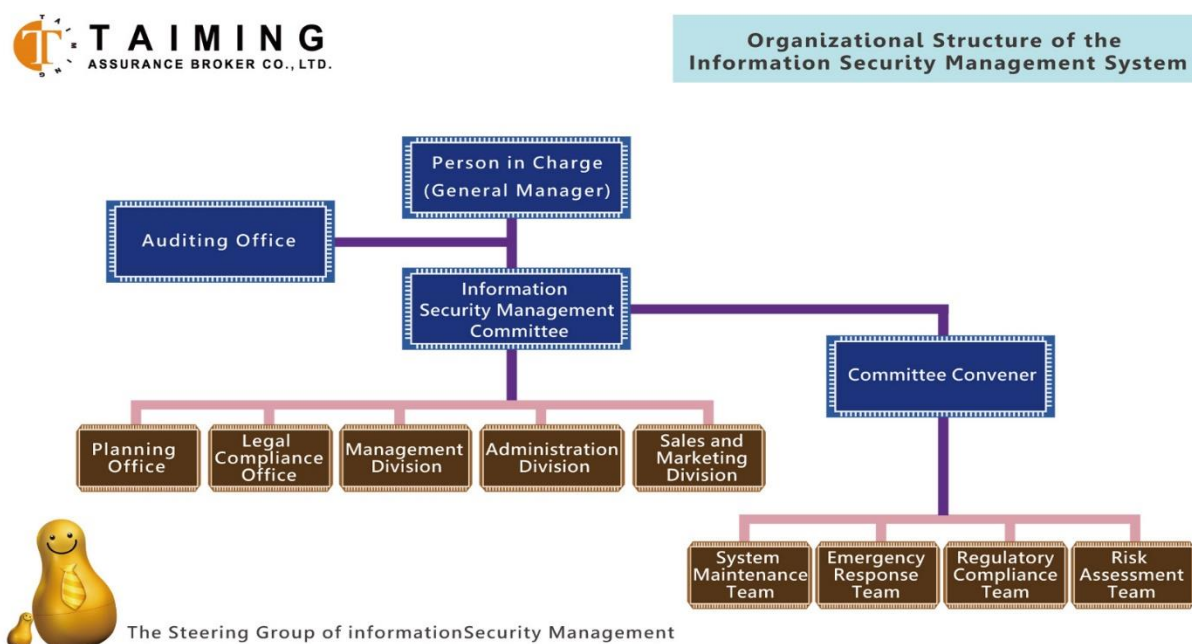 TAIMING
TAIMING
ASSURANCE BROKER CO., LTD.
Organizational Structure of the
Information Security Management System
Person in Charge
(General Manager)
Auditing Office
Information
Security Management
Committee
Committee Convener
Planning
Office
Legal
Compliance
Office
Management
Division
Administration
Division
Sales and
Marketing
Division
System
Maintenance
Team
Emergency
Response
Team
Regulatory
Compliance
Team
Risk
Assessment
Team
The Steering Group of informationSecurity Management